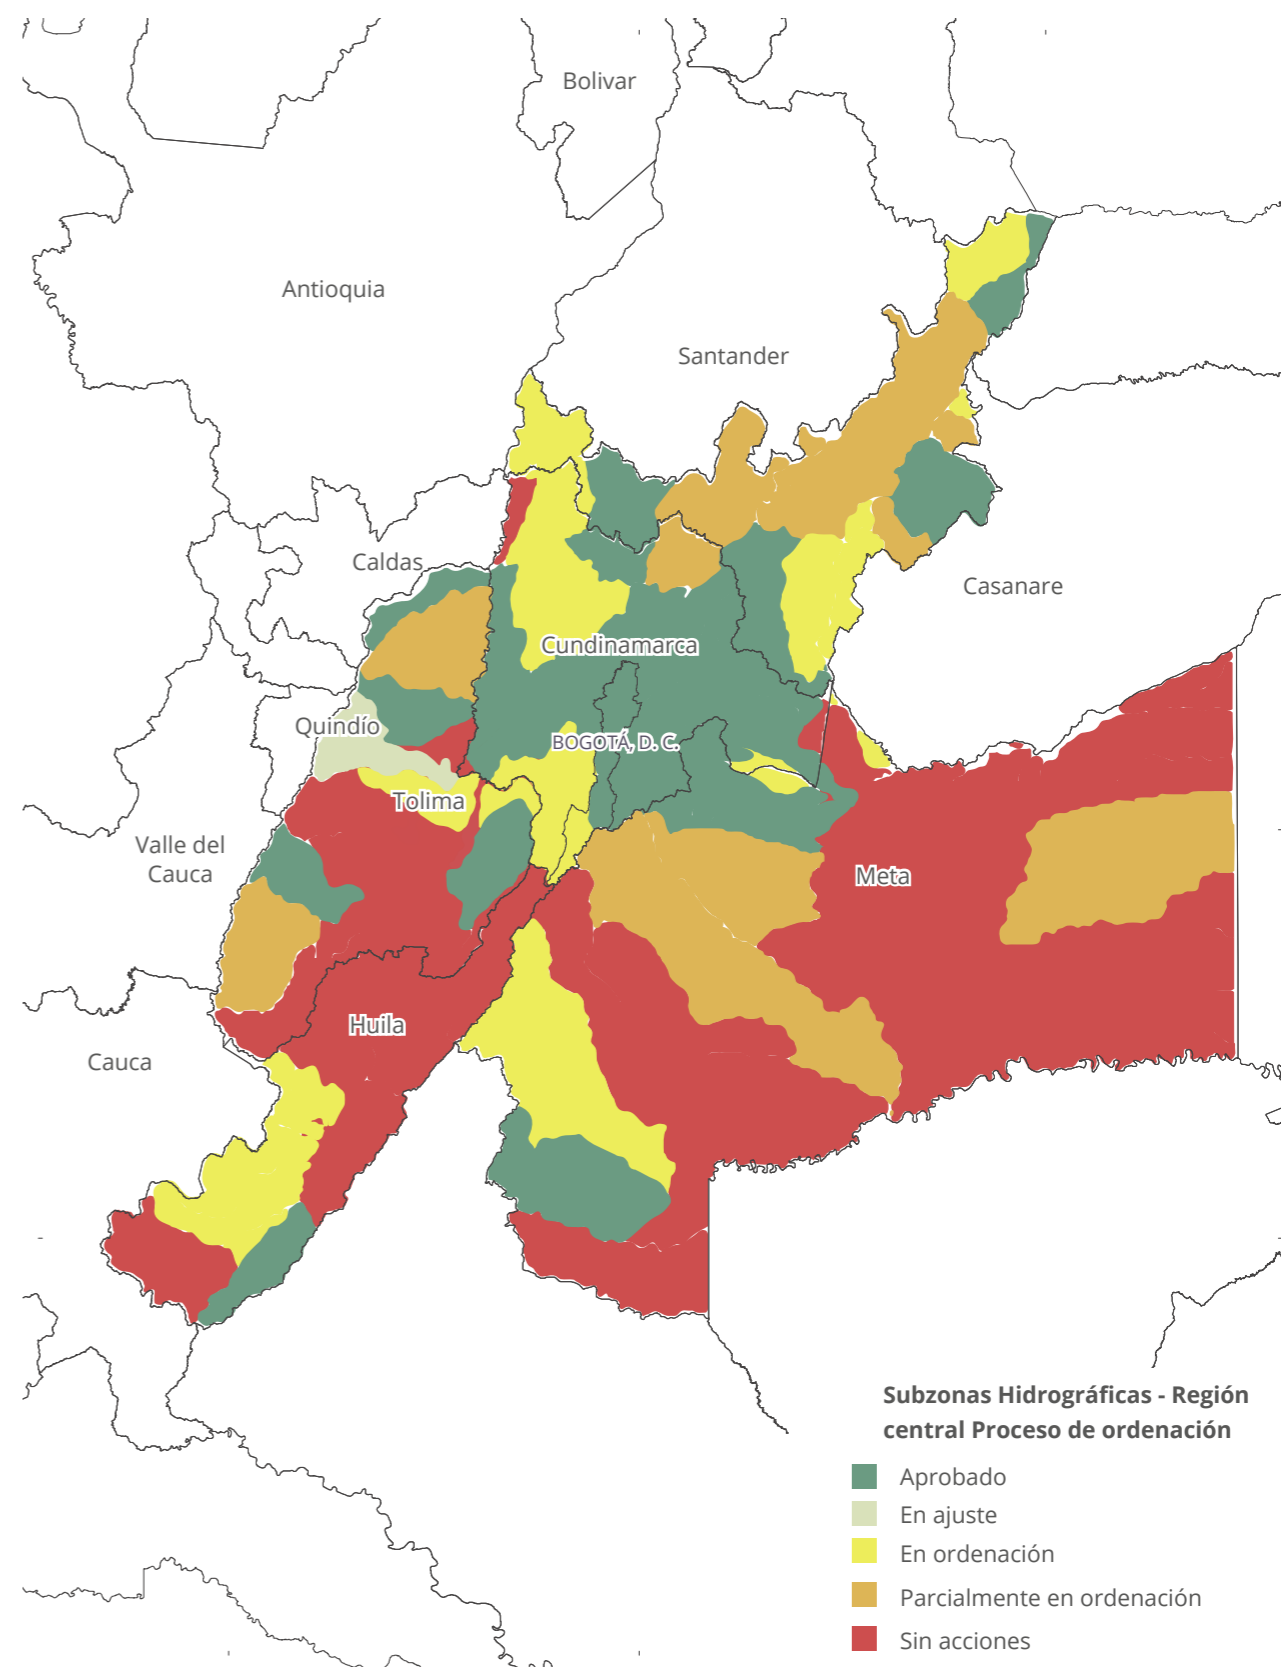 Bolivar
Antioquia
Santander
Caldas
Casanare
Cundinamarca
Quindío
BOGOTÁ, D. C.
Tolima
Valle del
Cauca
Meta
Huila
Cauca
Subzonas Hidrográficas - Región
central Proceso de ordenación
Aprobado
En ajuste
En ordenación
Parcialmente en ordenación
Sin acciones